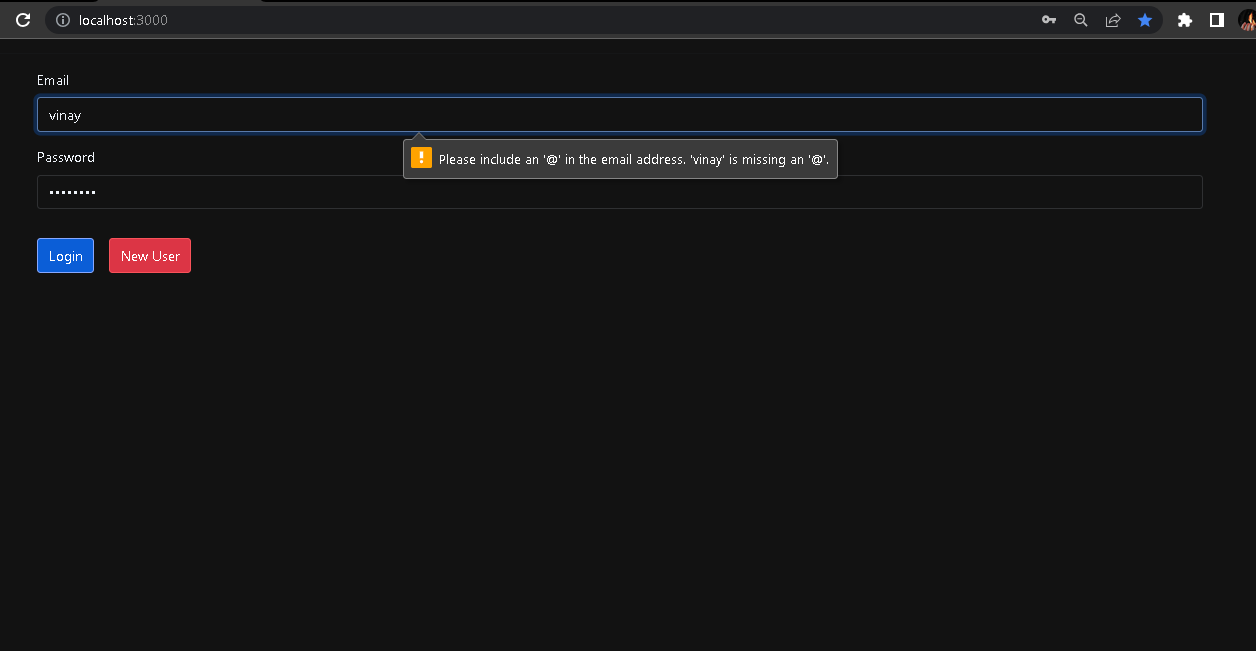 localhost:3000
Email
vinay
Please include an '@' in the email address. 'vinay' is missing an '@'.
Password
••••••••
Login
New User